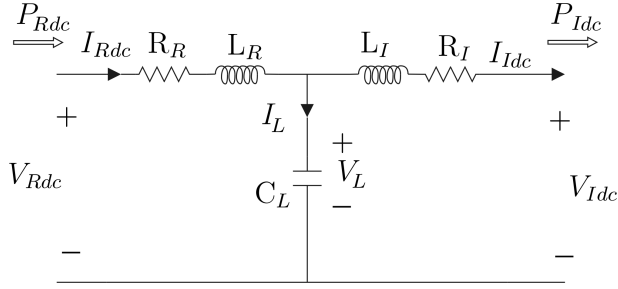 P_Rdc P_Idc
I_Rdc R_R L_R L_I R_I I_Idc
+ I_L + +
V_Rdc C_L V_L V_Idc
− − −